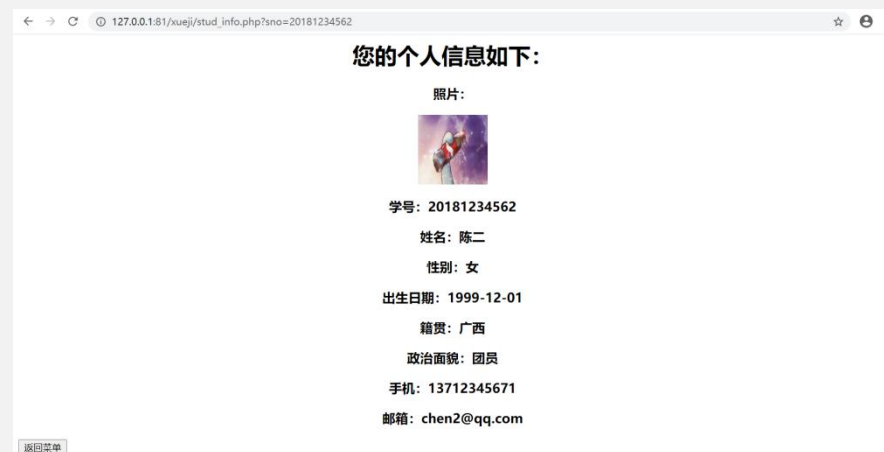 127.0.0.1:81/xueji/stud_info.php?sno=20181234562
您的个人信息如下：
照片：
学号：20181234562
姓名：陈二
性别：女
出生日期：1999-12-01
籍贯：广西
政治面貌：团员
手机：13712345671
邮箱：chen2@qq.com
返回菜单